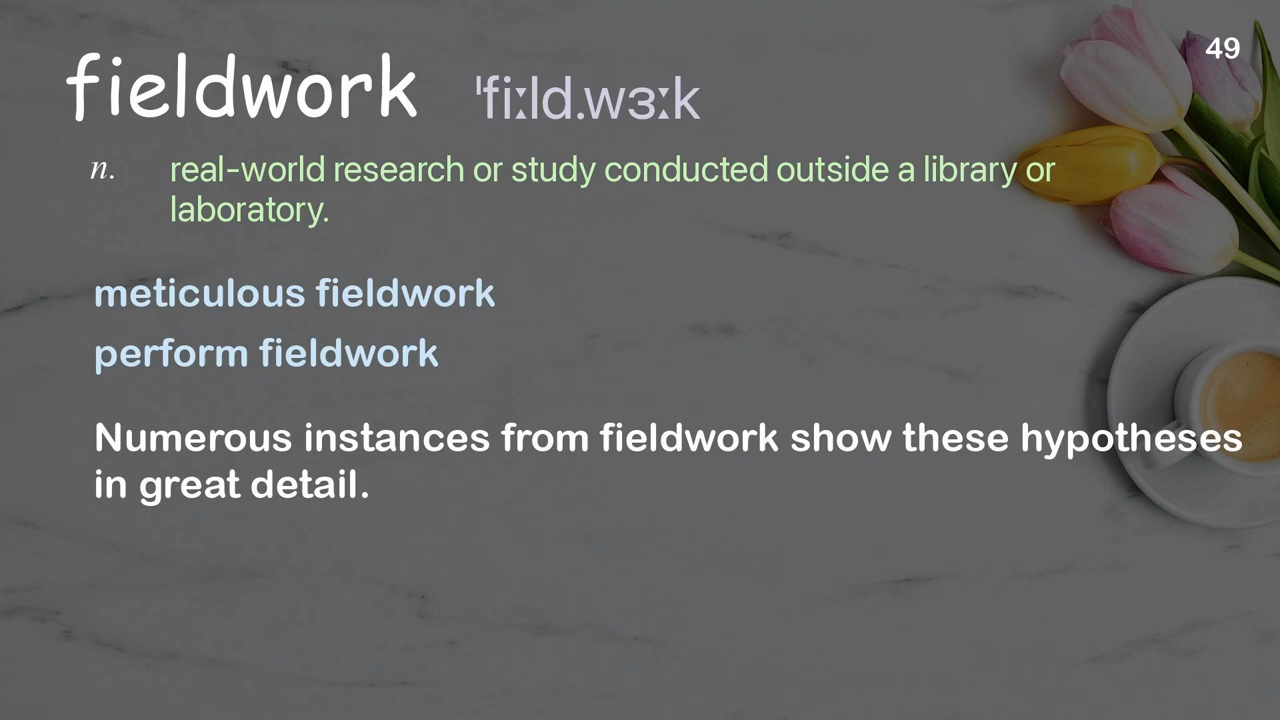 49
fieldwork ˈfiːld.wɜːk
n. real-world research or study conducted outside a library or
laboratory.
meticulous fieldwork
perform fieldwork
Numerous instances from fieldwork show these hypotheses
in great detail.